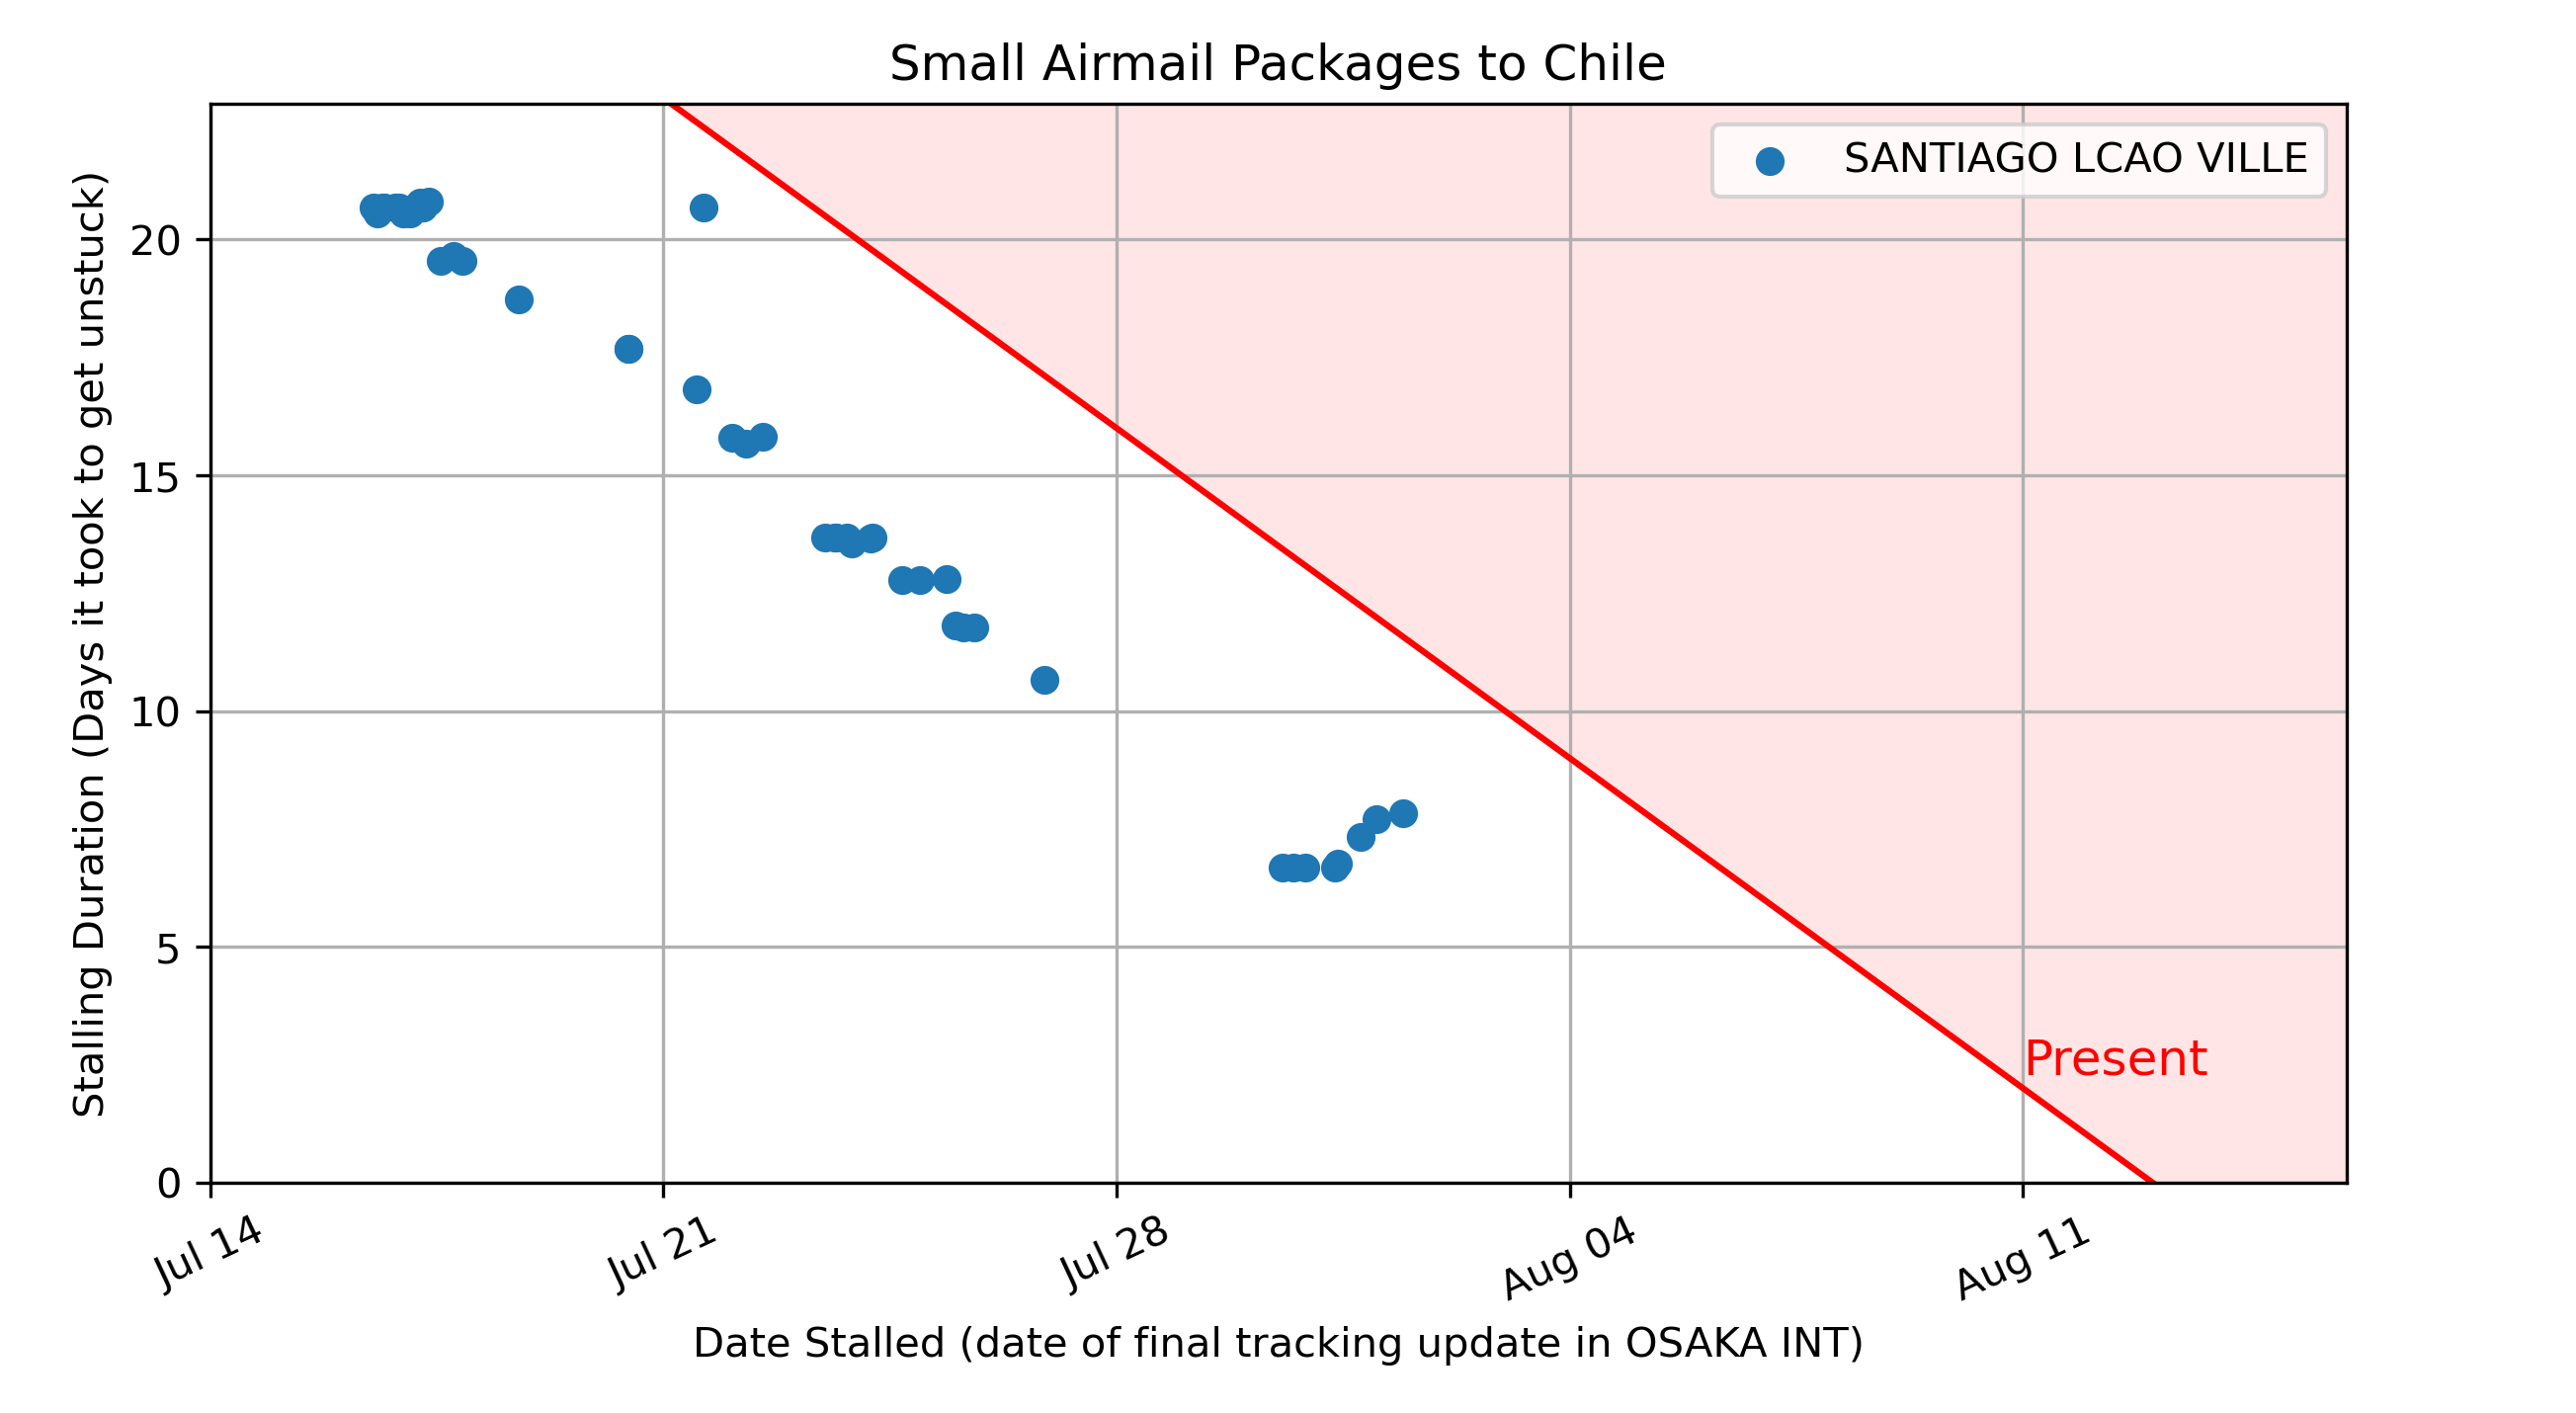 Small Airmail Packages to Chile
SANTIAGO LCAO VILLE
Stalling Duration (Days it took to get unstuck)
20
15
10
5
0
Present
Jul 14
Jul 21
Jul 28
Aug 04
Aug 11
Date Stalled (date of final tracking update in OSAKA INT)